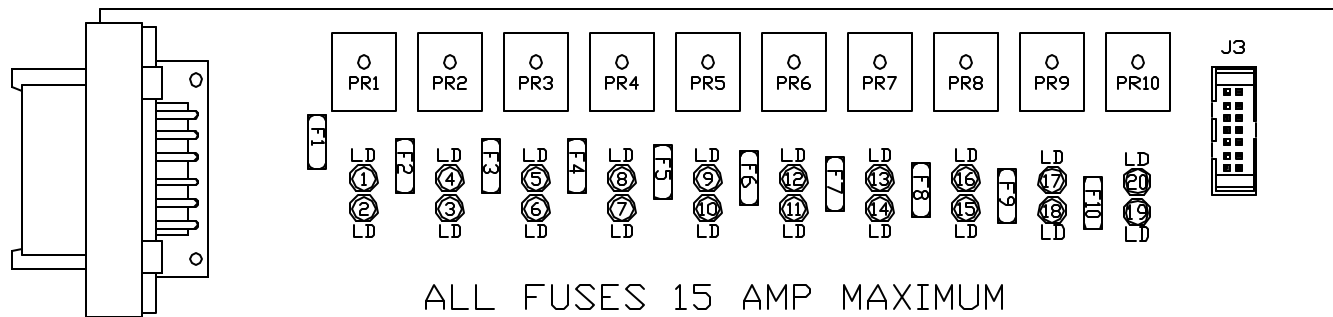 J3
PR1 PR2 PR3 PR4 PR5 PR6 PR7 PR8 PR9 PR10
F1 F2 F3 F4 F5 F6 F7 F8 F9 F10
LD LD LD LD LD LD LD LD LD LD
1 4 5 8 9 12 13 16 17 20
2 3 6 7 10 11 14 15 18 19
LD LD LD LD LD LD LD LD LD LD
ALL FUSES 15 AMP MAXIMUM